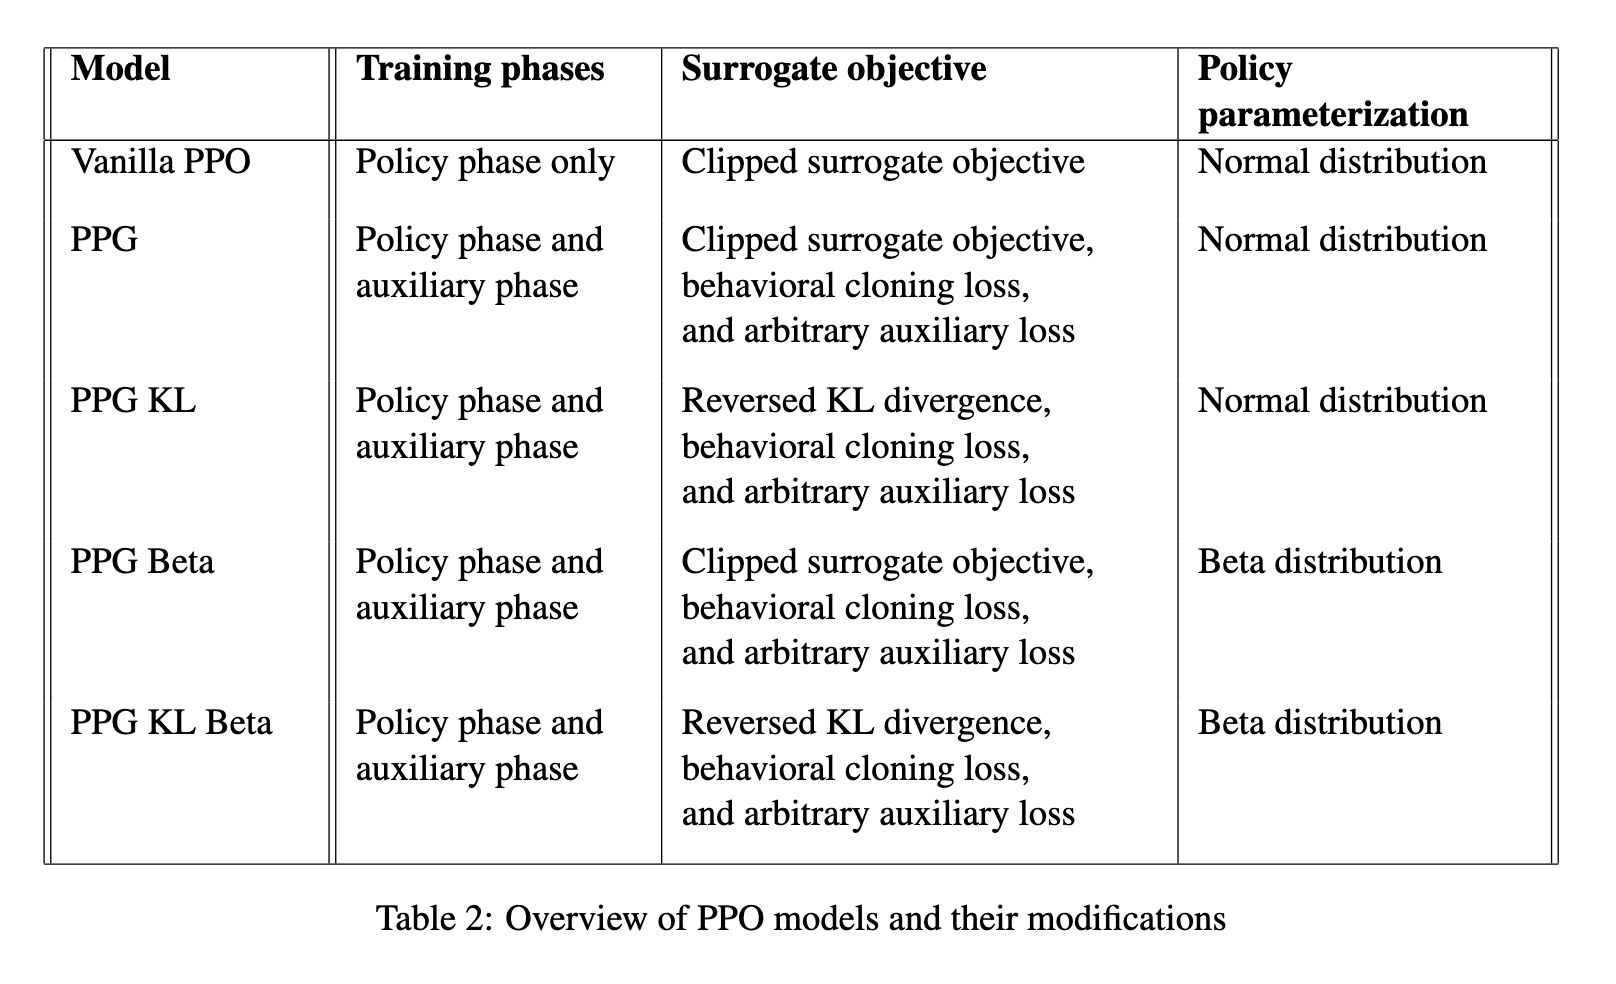 Model Training phases Surrogate objective Policy
parameterization
Vanilla PPO Policy phase only Clipped surrogate objective Normal distribution
PPG Policy phase and Clipped surrogate objective, Normal distribution
auxiliary phase behavioral cloning loss,
and arbitrary auxiliary loss
PPG KL Policy phase and Reversed KL divergence, Normal distribution
auxiliary phase behavioral cloning loss,
and arbitrary auxiliary loss
PPG Beta Policy phase and Clipped surrogate objective, Beta distribution
auxiliary phase behavioral cloning loss,
and arbitrary auxiliary loss
PPG KL Beta Policy phase and Reversed KL divergence, Beta distribution
auxiliary phase behavioral cloning loss,
and arbitrary auxiliary loss
Table 2: Overview of PPO models and their modifications